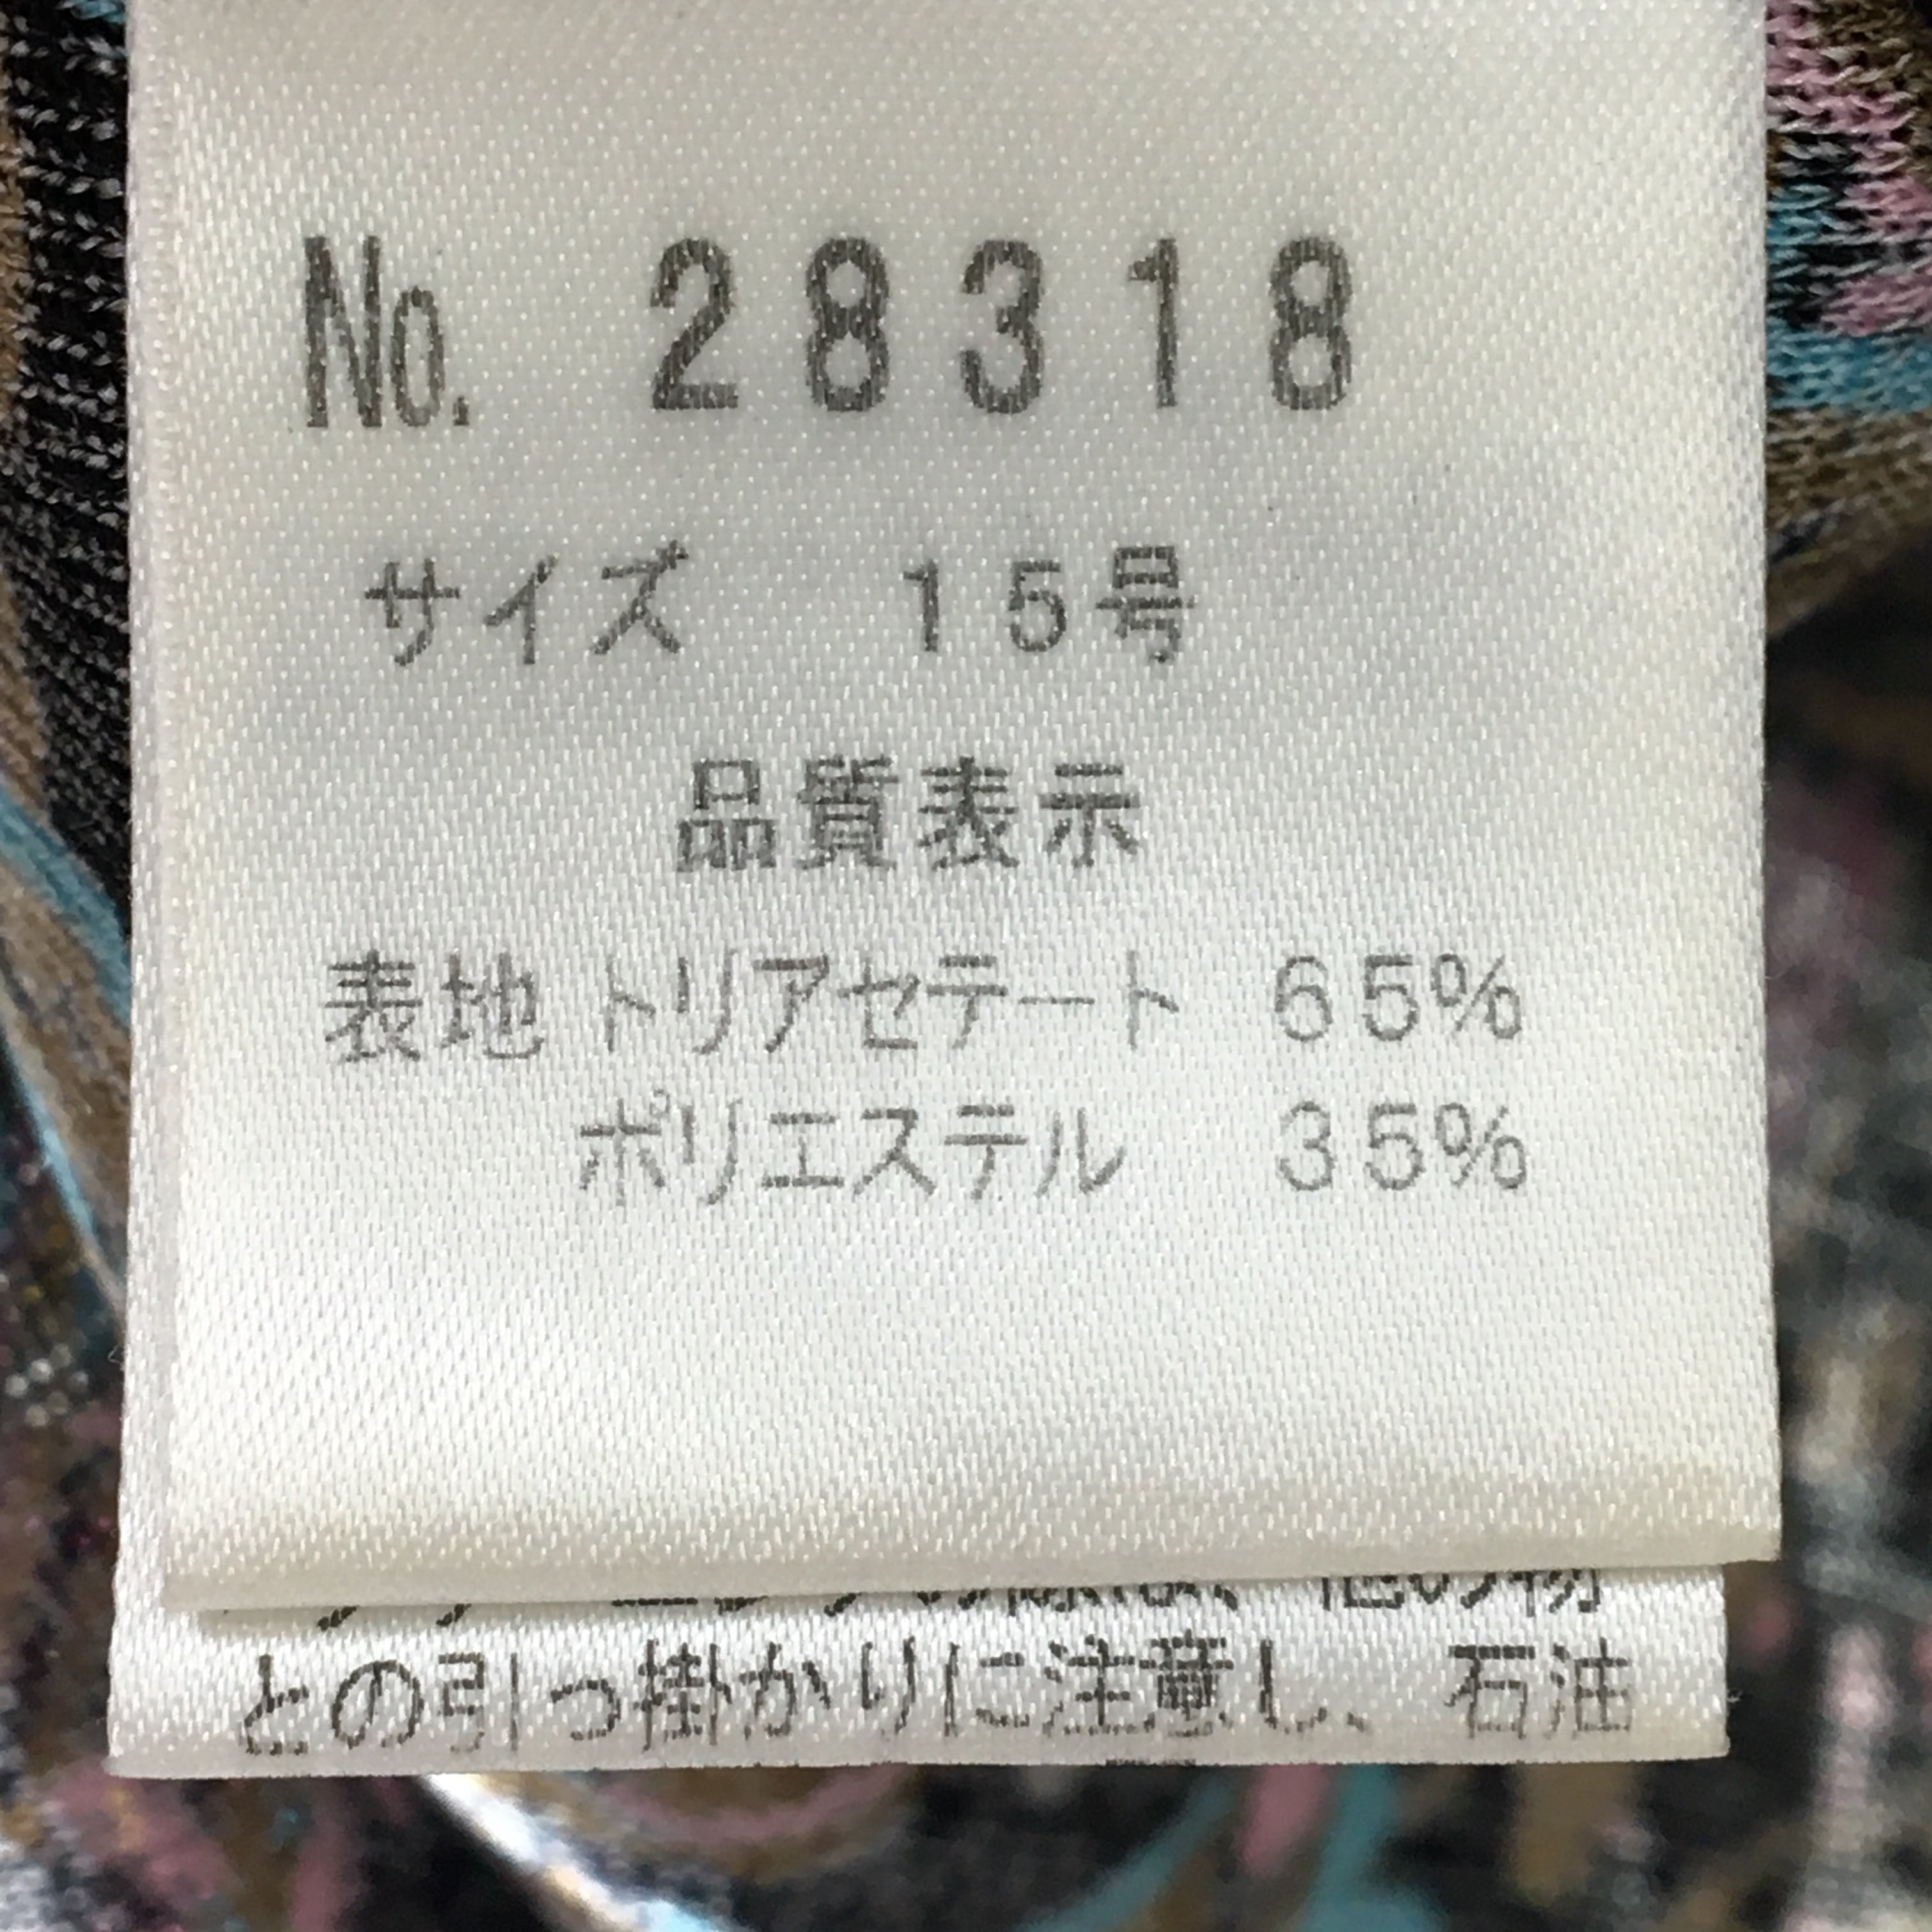 No. 28318
サイズ 15号
品質表示
表地 トリアセテート 65%
ポリエステル 35%
との引っ掛かりに注意し、石油